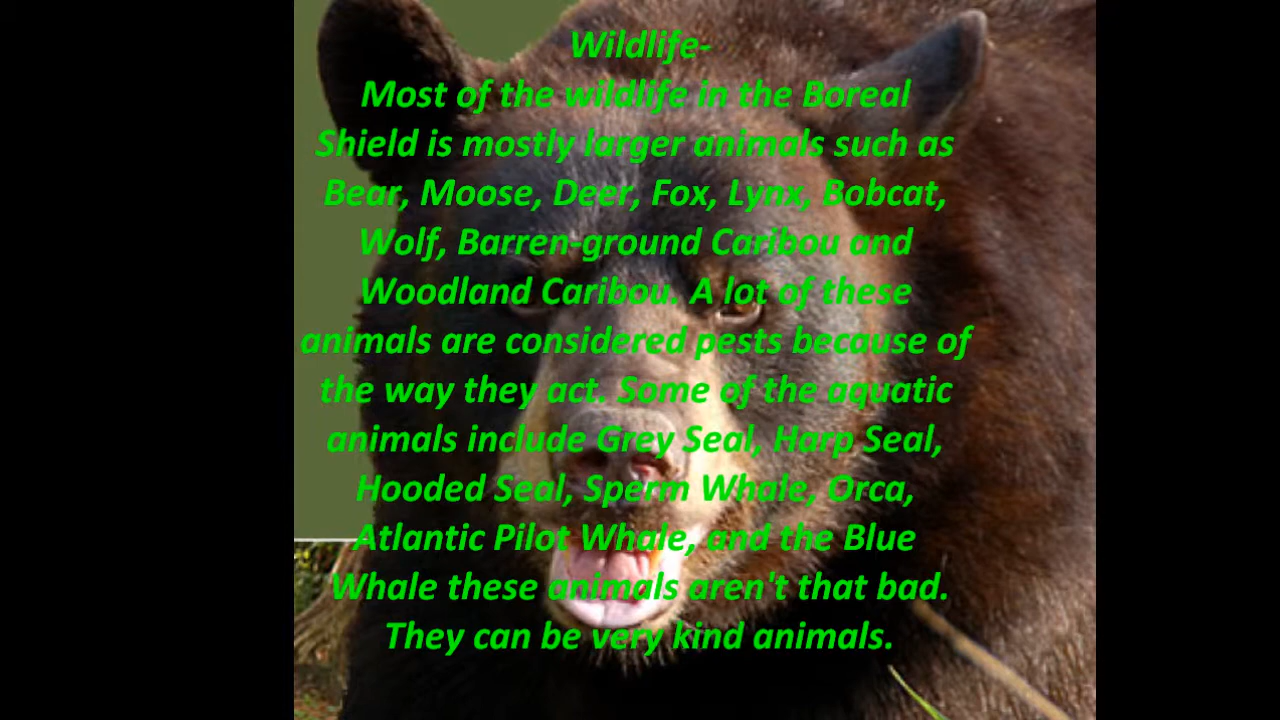 Wildlife-
Most of the wildlife in the Boreal
Shield is mostly larger animals such as
Bear, Moose, Deer, Fox, Lynx, Bobcat,
Wolf, Barren-ground Caribou and
Woodland Caribou. A lot of these
animals are considered pests because of
the way they act. Some of the aquatic
animals include Grey Seal, Harp Seal,
Hooded Seal, Sperm Whale, Orca,
Atlantic Pilot Whale, and the Blue
Whale these animals aren't that bad.
They can be very kind animals.